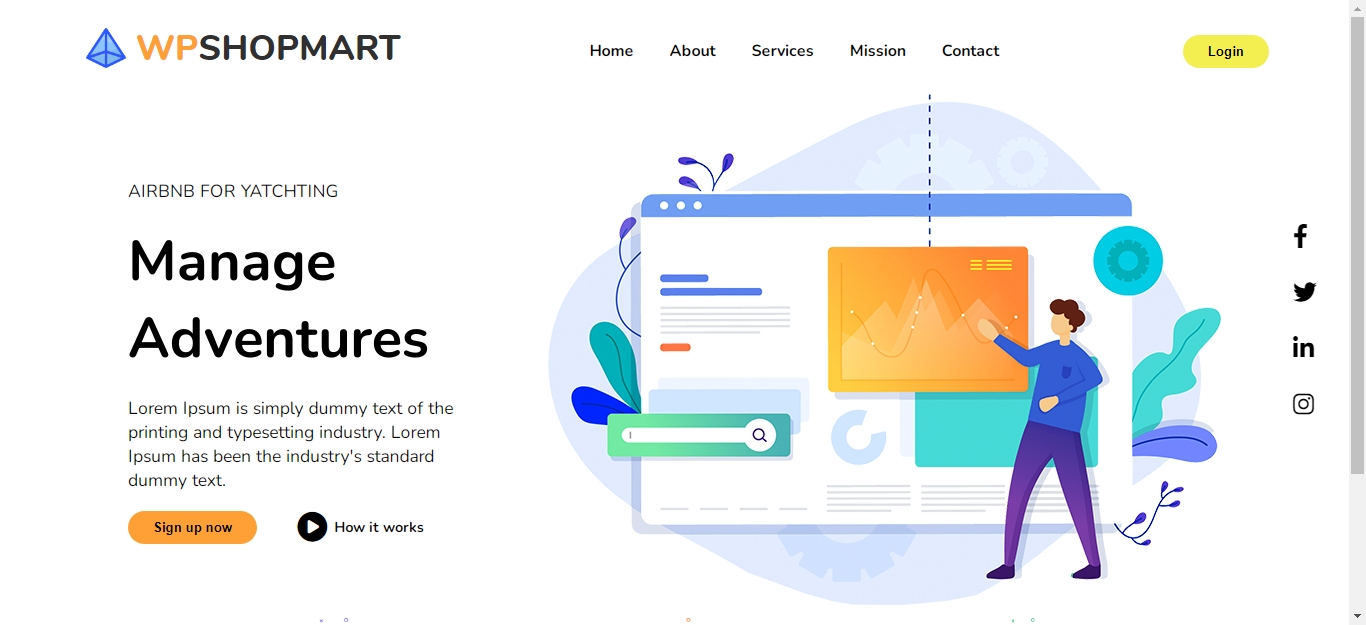 WPSHOPMART
Home About Services Mission Contact
Login
AIRBNB FOR YATCHTING
Manage
Adventures
Lorem Ipsum is simply dummy text of the
printing and typesetting industry. Lorem
Ipsum has been the industry's standard
dummy text.
Sign up now
How it works